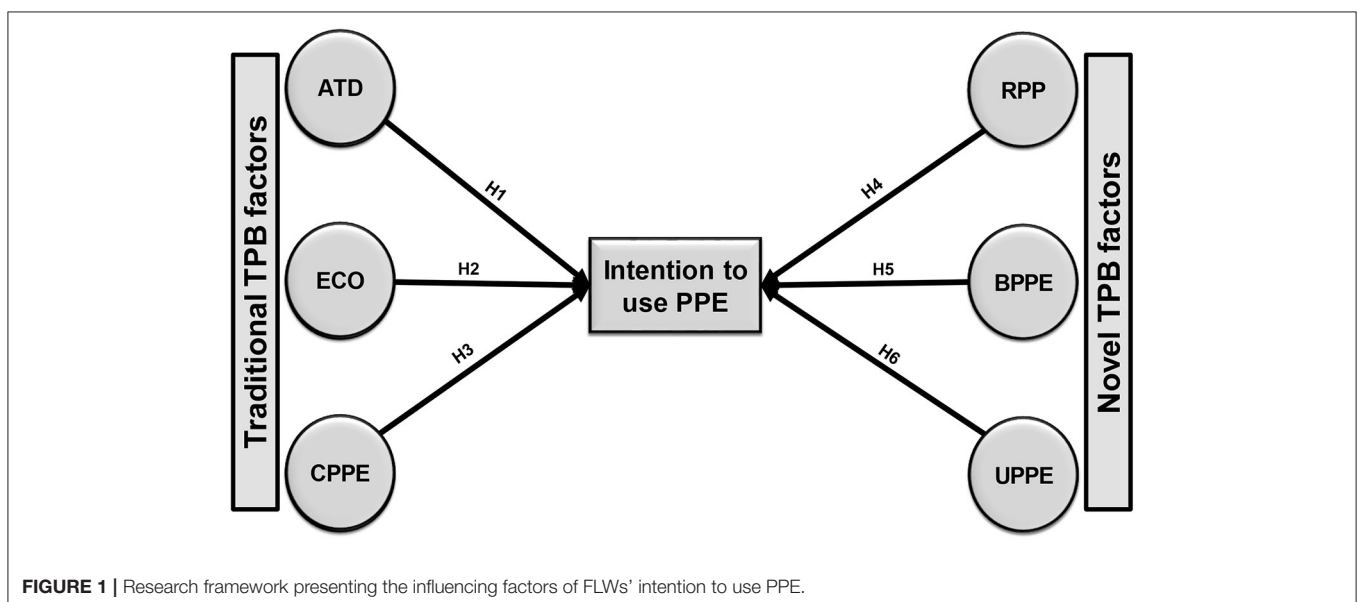 Traditional TPB factors
ATD
ECO
CPPE
H1
H2
H3
Intention to
use PPE
H4
H5
H6
RPP
BPPE
UPPE
Novel TPB factors
FIGURE 1 | Research framework presenting the influencing factors of FLWs' intention to use PPE.